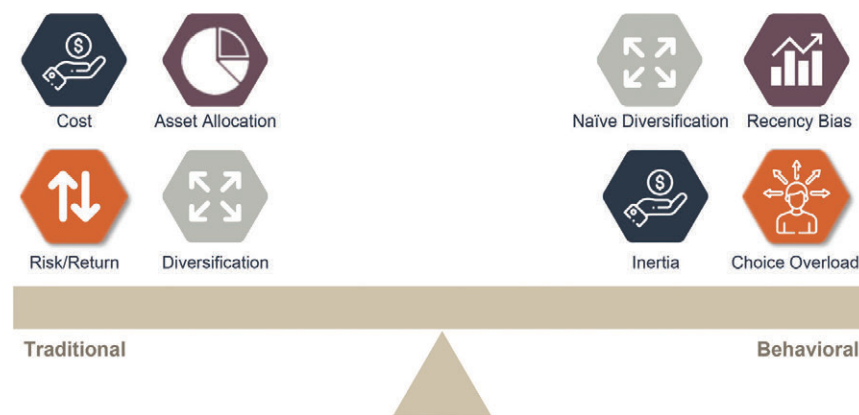 Cost
Asset Allocation
Naïve Diversification
Recency Bias
Risk/Return
Diversification
Inertia
Choice Overload
Traditional
Behavioral